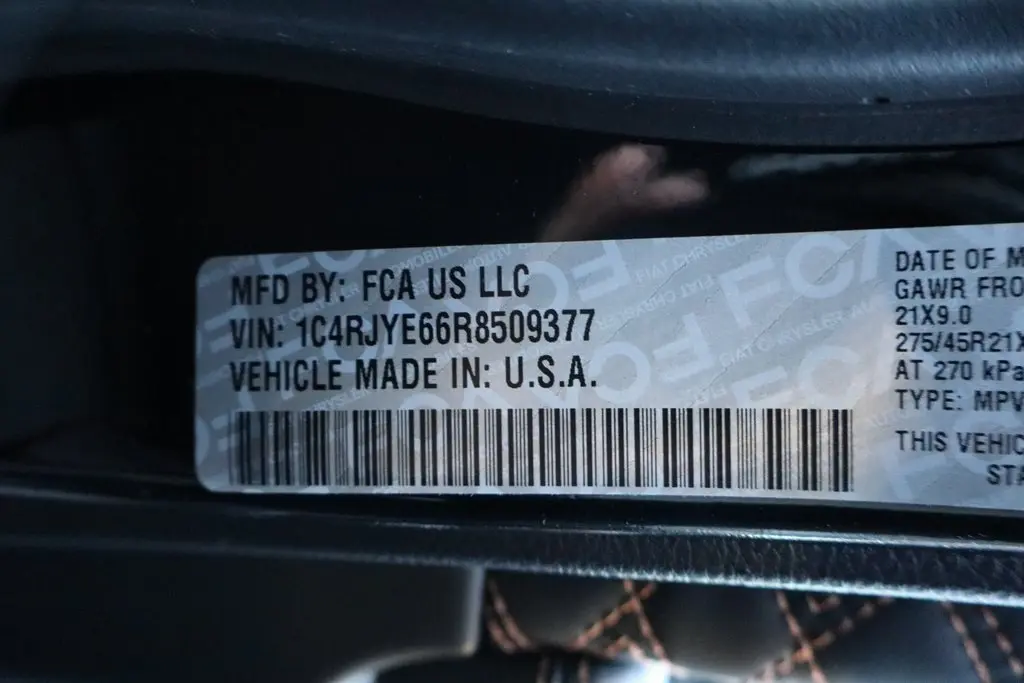 MFD BY: FCA US LLC
VIN: 1C4RJYE66R8509377
VEHICLE MADE IN: U.S.A.
DATE OF M
GAWR FRO
21X9.0
275/45R21X
AT 270 kPa
TYPE: MPV
THIS VEHIC
STA